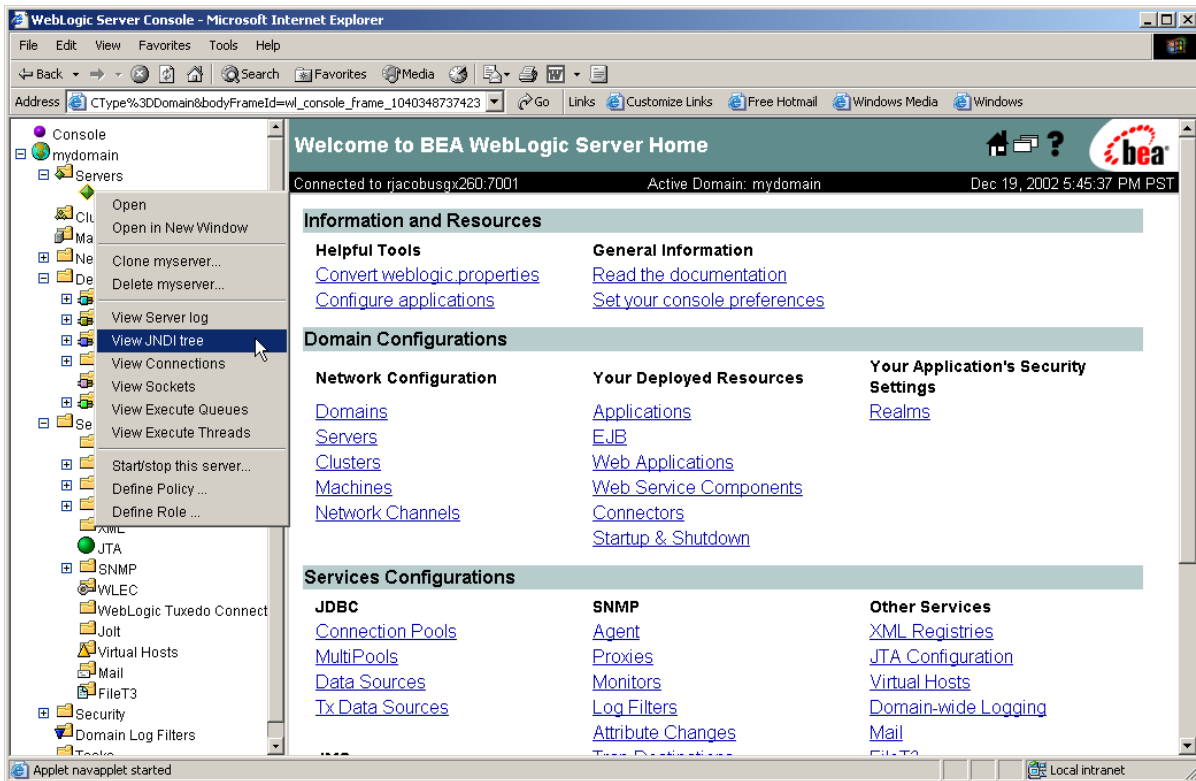 WebLogic Server Console - Microsoft Internet Explorer
File Edit View Favorites Tools Help
Back Search Favorites Media
Address CType%3DDomain&bodyFrameId=wl_console_frame_1040348737423 Go Links Customize Links Free Hotmail Windows Media Windows
Console
mydomain
Servers
Clu
Ma
Ne
De
Se
XML
JTA
SNMP
WLEC
WebLogic Tuxedo Connect
Jolt
Virtual Hosts
Mail
FileT3
Security
Domain Log Filters
Open
Open in New Window
Clone myserver...
Delete myserver...
View Server log
View JNDI tree
View Connections
View Sockets
View Execute Queues
View Execute Threads
Start/stop this server...
Define Policy ...
Define Role ...
Welcome to BEA WebLogic Server Home
bea
Connected to rjacobusgx260:7001 Active Domain: mydomain Dec 19, 2002 5:45:37 PM PST
Information and Resources
Helpful Tools General Information
Convert weblogic.properties Read the documentation
Configure applications Set your console preferences
Domain Configurations
Network Configuration Your Deployed Resources Your Application's Security
Settings
Domains Applications Realms
Servers EJB
Clusters Web Applications
Machines Web Service Components
Network Channels Connectors
Startup & Shutdown
Services Configurations
JDBC SNMP Other Services
Connection Pools Agent XML Registries
MultiPools Proxies JTA Configuration
Data Sources Monitors Virtual Hosts
Tx Data Sources Log Filters Domain-wide Logging
Attribute Changes Mail
Applet navapplet started Local intranet